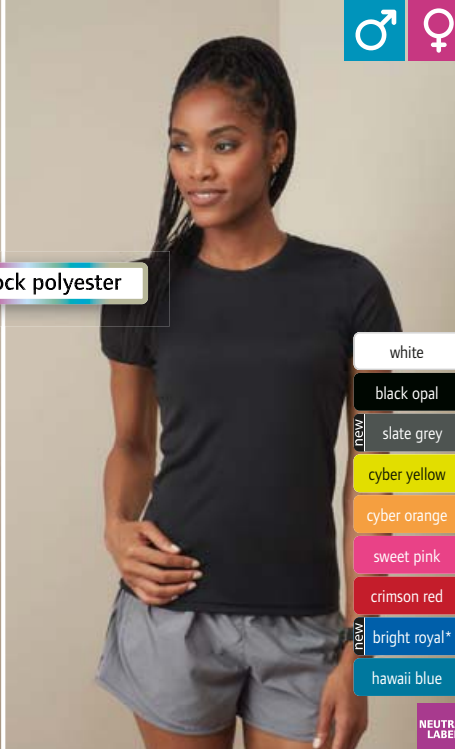 ock polyester
white
black opal
new
slate grey
cyber yellow
cyber orange
sweet pink
crimson red
new
bright royal*
hawaii blue
NEUTR
LABE